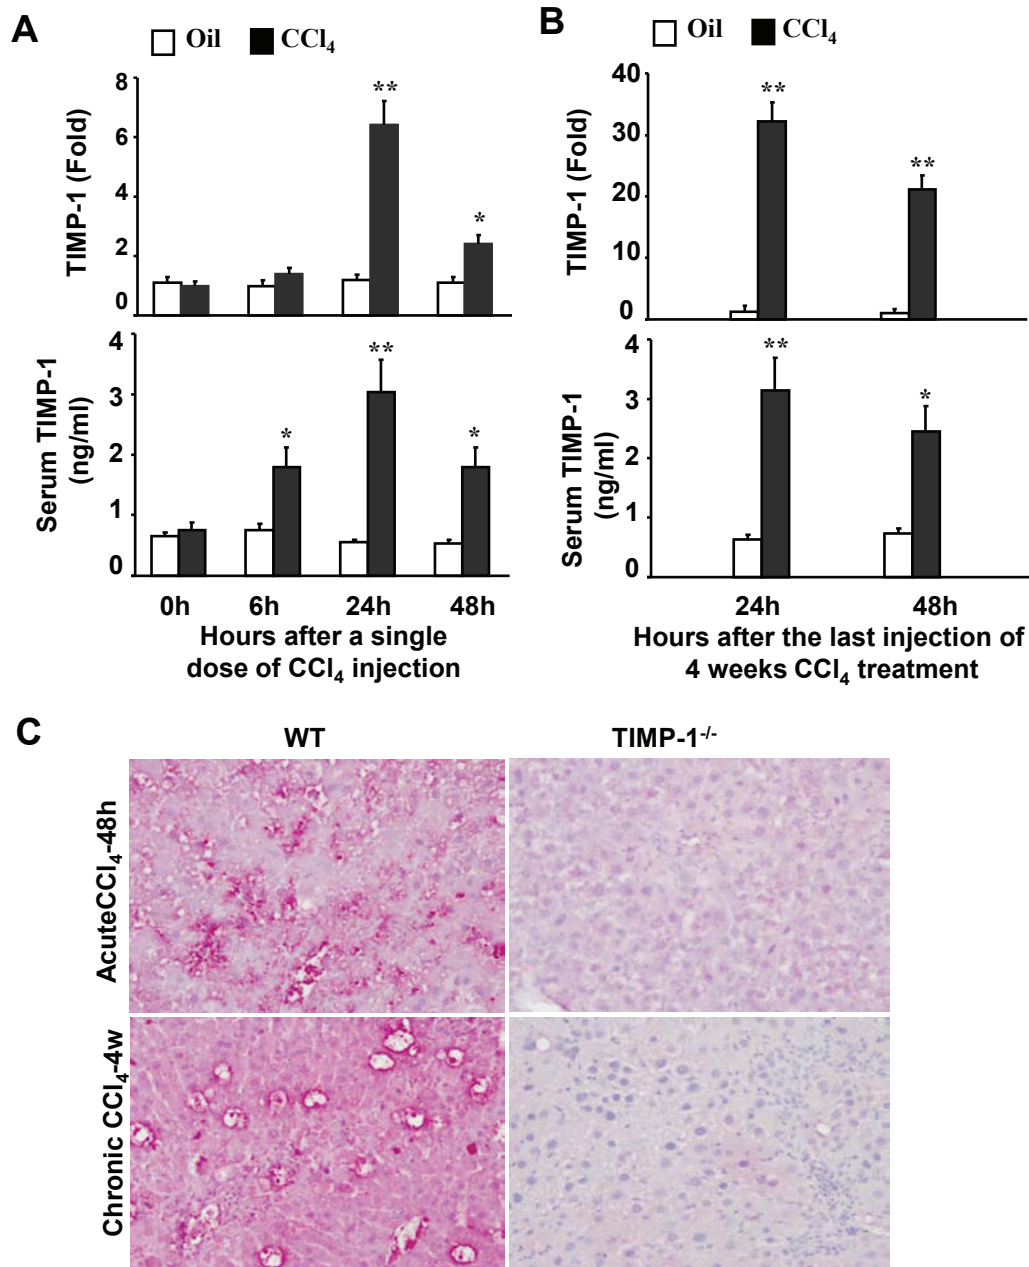 A
B
Oil
CCl₄
Oil
CCl₄
TIMP-1 (Fold)
8
6
4
2
0
**
*
TIMP-1 (Fold)
40
30
20
10
0
**
**
Serum TIMP-1
(ng/ml)
4
3
2
1
0
*
**
*
0h 6h 24h 48h
Hours after a single
dose of CCl₄ injection
Serum TIMP-1
(ng/ml)
4
3
2
1
0
**
*
24h 48h
Hours after the last injection of
4 weeks CCl₄ treatment
C
WT
TIMP-1⁻/⁻
AcuteCCl₄-48h
Chronic CCl₄-4w